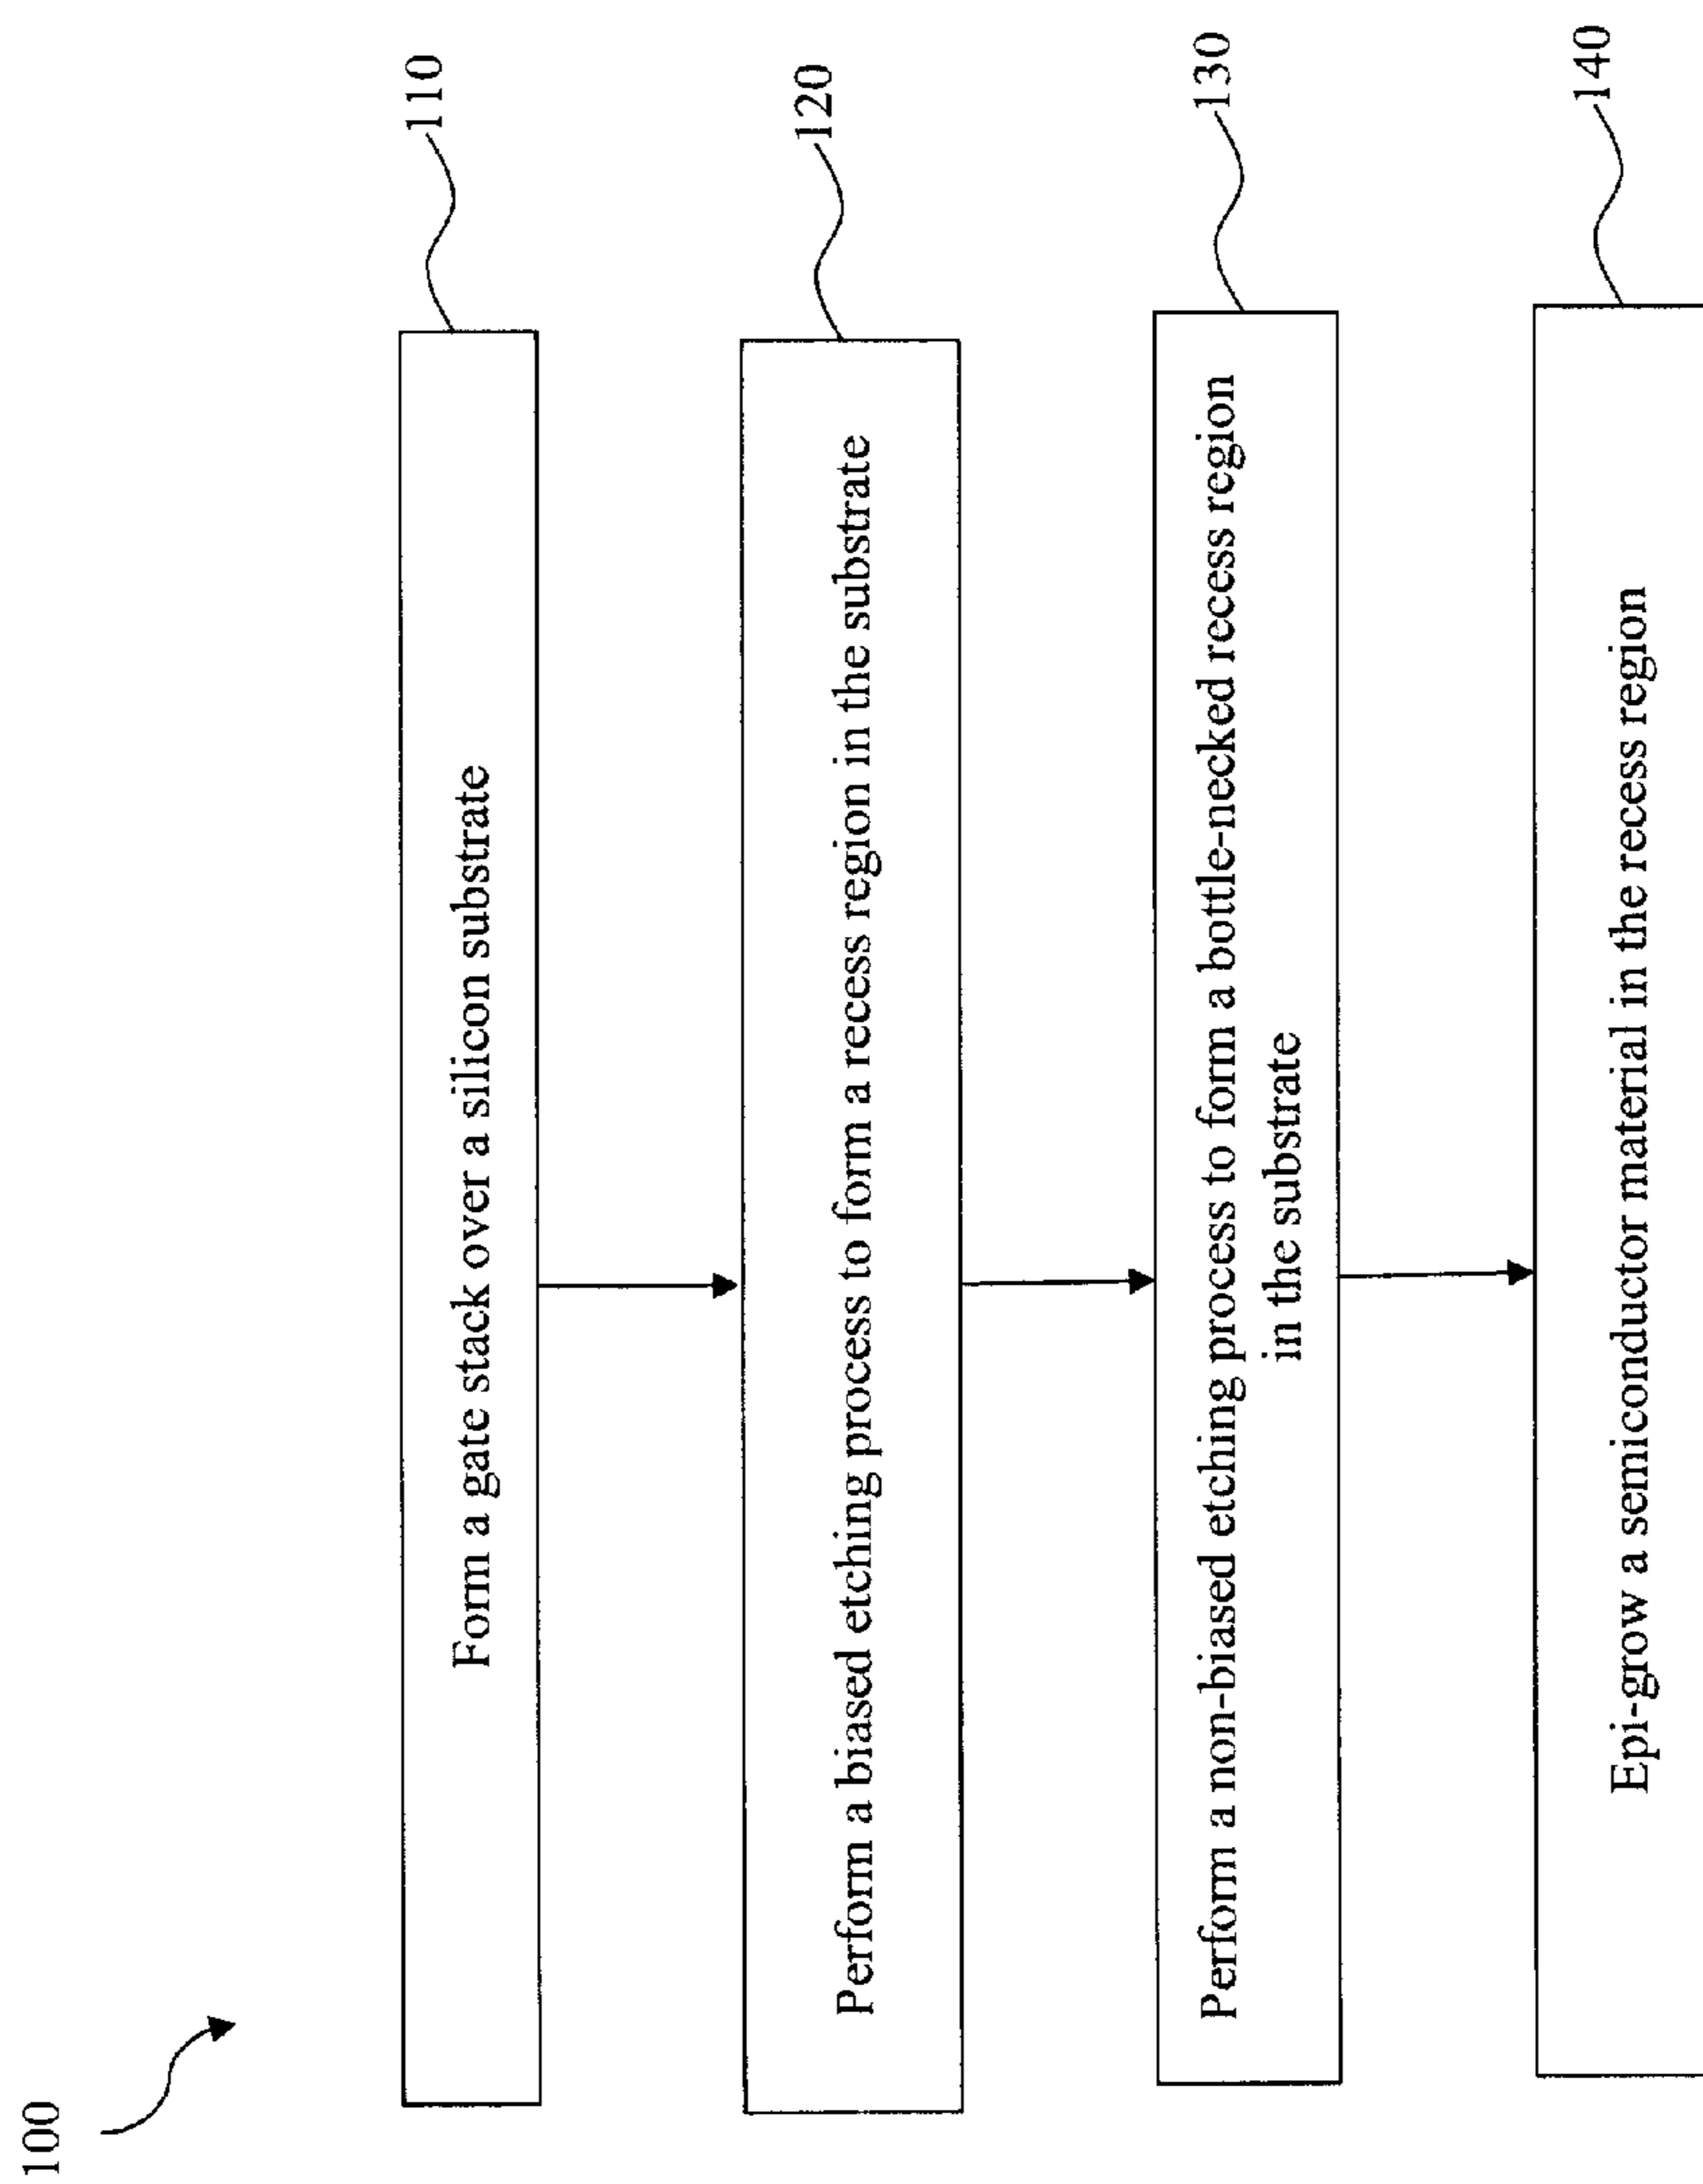 100
Form a gate stack over a silicon substrate
110
Perform a biased etching process to form a recess region in the substrate
120
Perform a non-biased etching process to form a bottle-necked recess region
in the substrate
130
Epi-grow a semiconductor material in the recess region
140